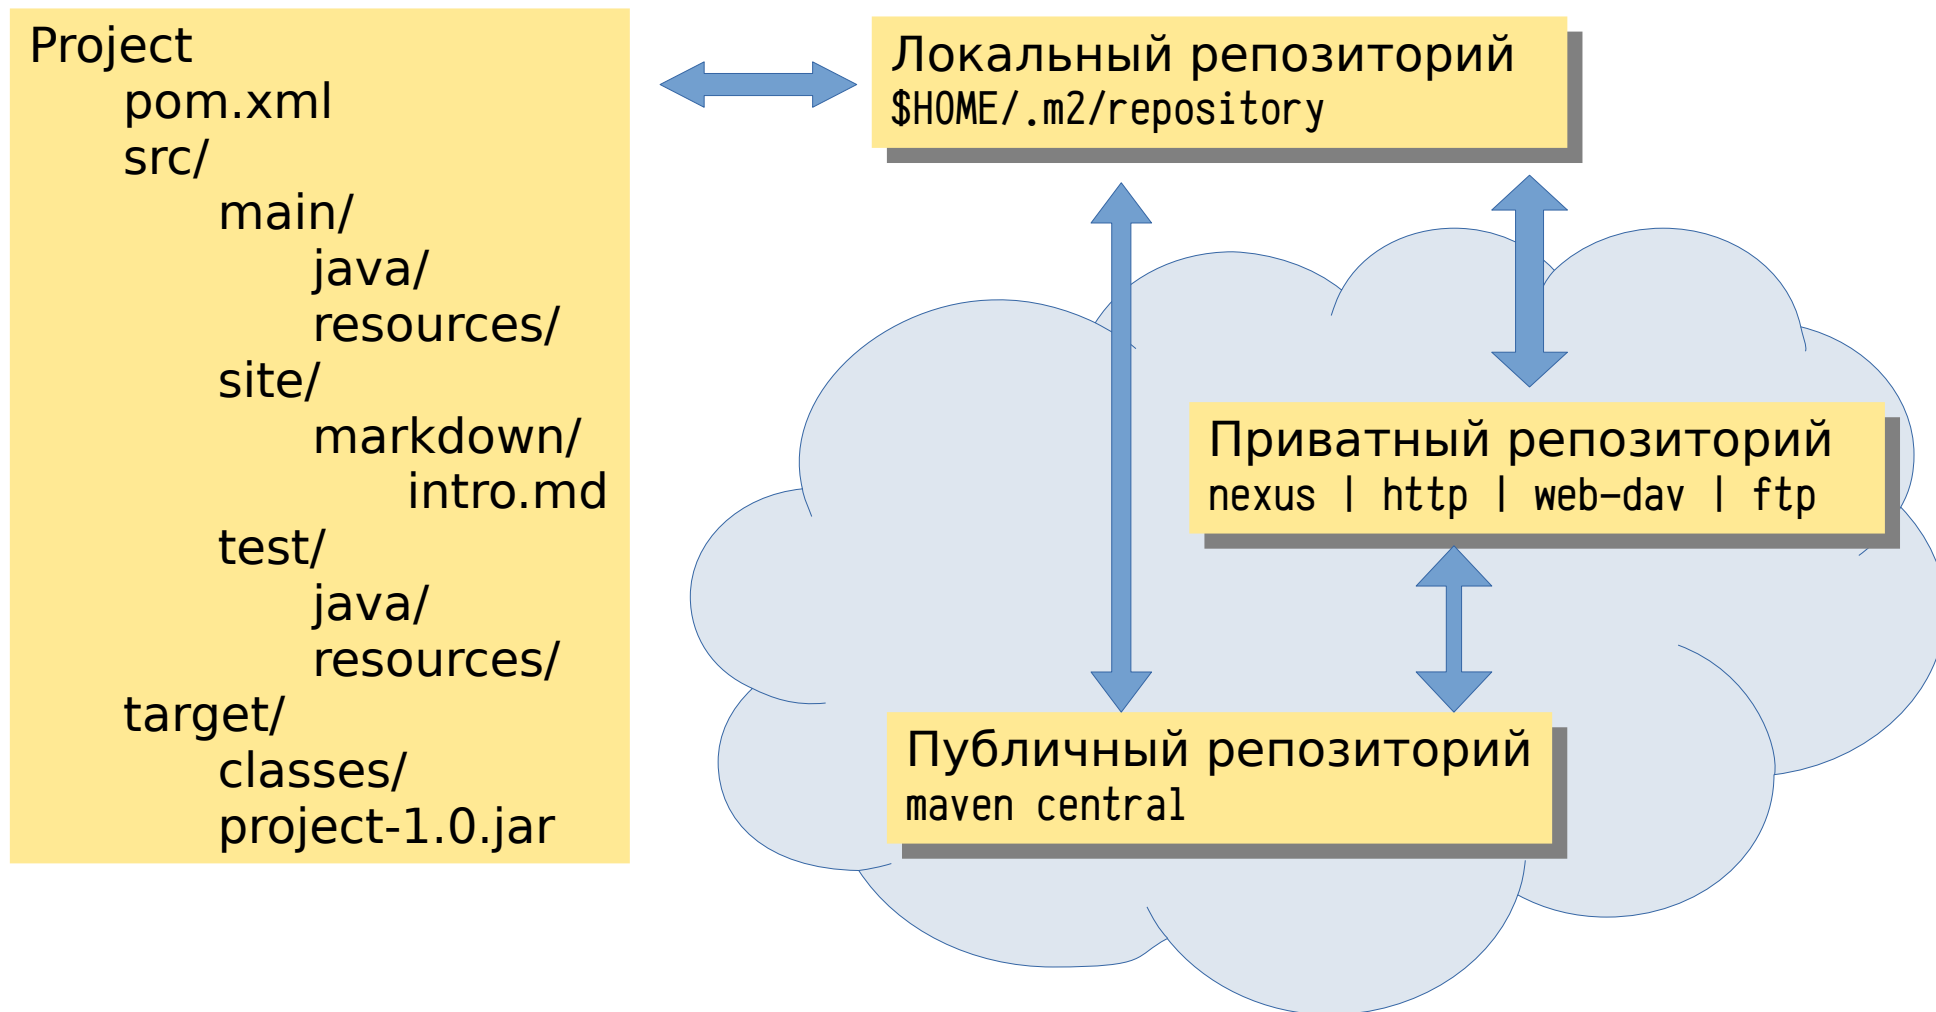 Project
pom.xml
src/
main/
java/
resources/
site/
markdown/
intro.md
test/
java/
resources/
target/
classes/
project-1.0.jar
Локальный репозиторий
$HOME/.m2/repository
Приватный репозиторий
nexus | http | web-dav | ftp
Публичный репозиторий
maven central